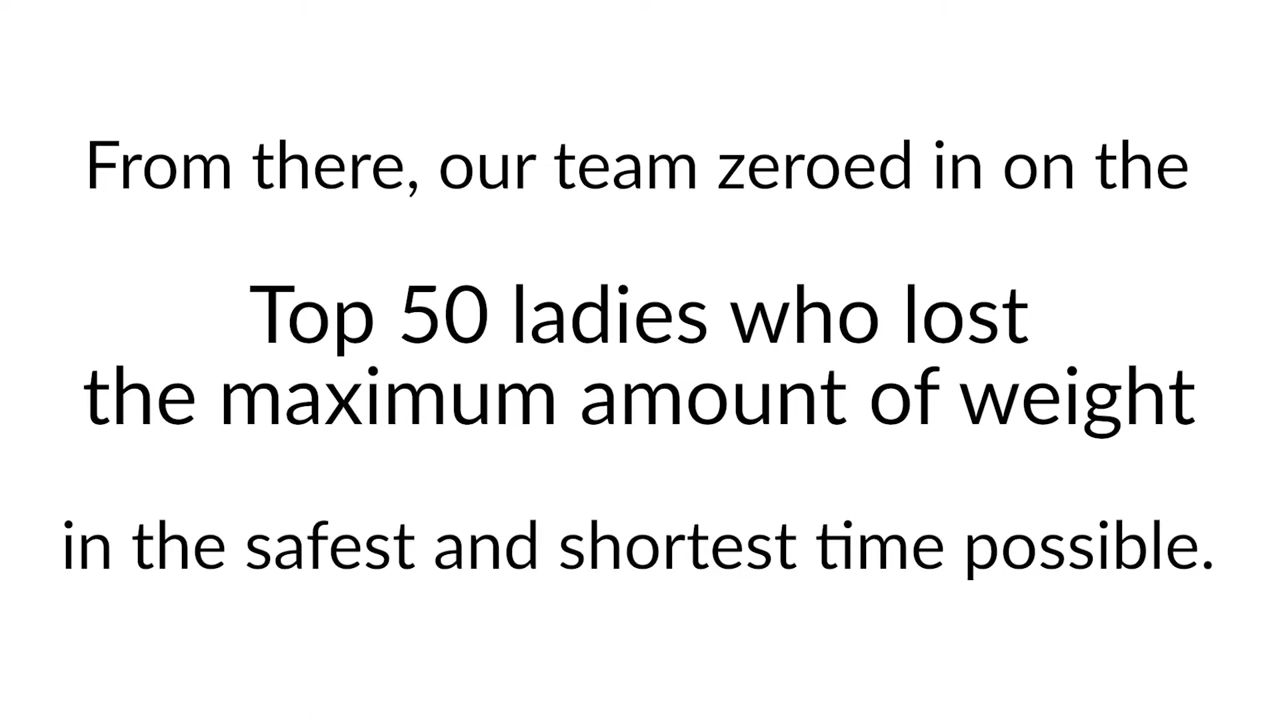 From there, our team zeroed in on the
Top 50 ladies who lost
the maximum amount of weight
in the safest and shortest time possible.